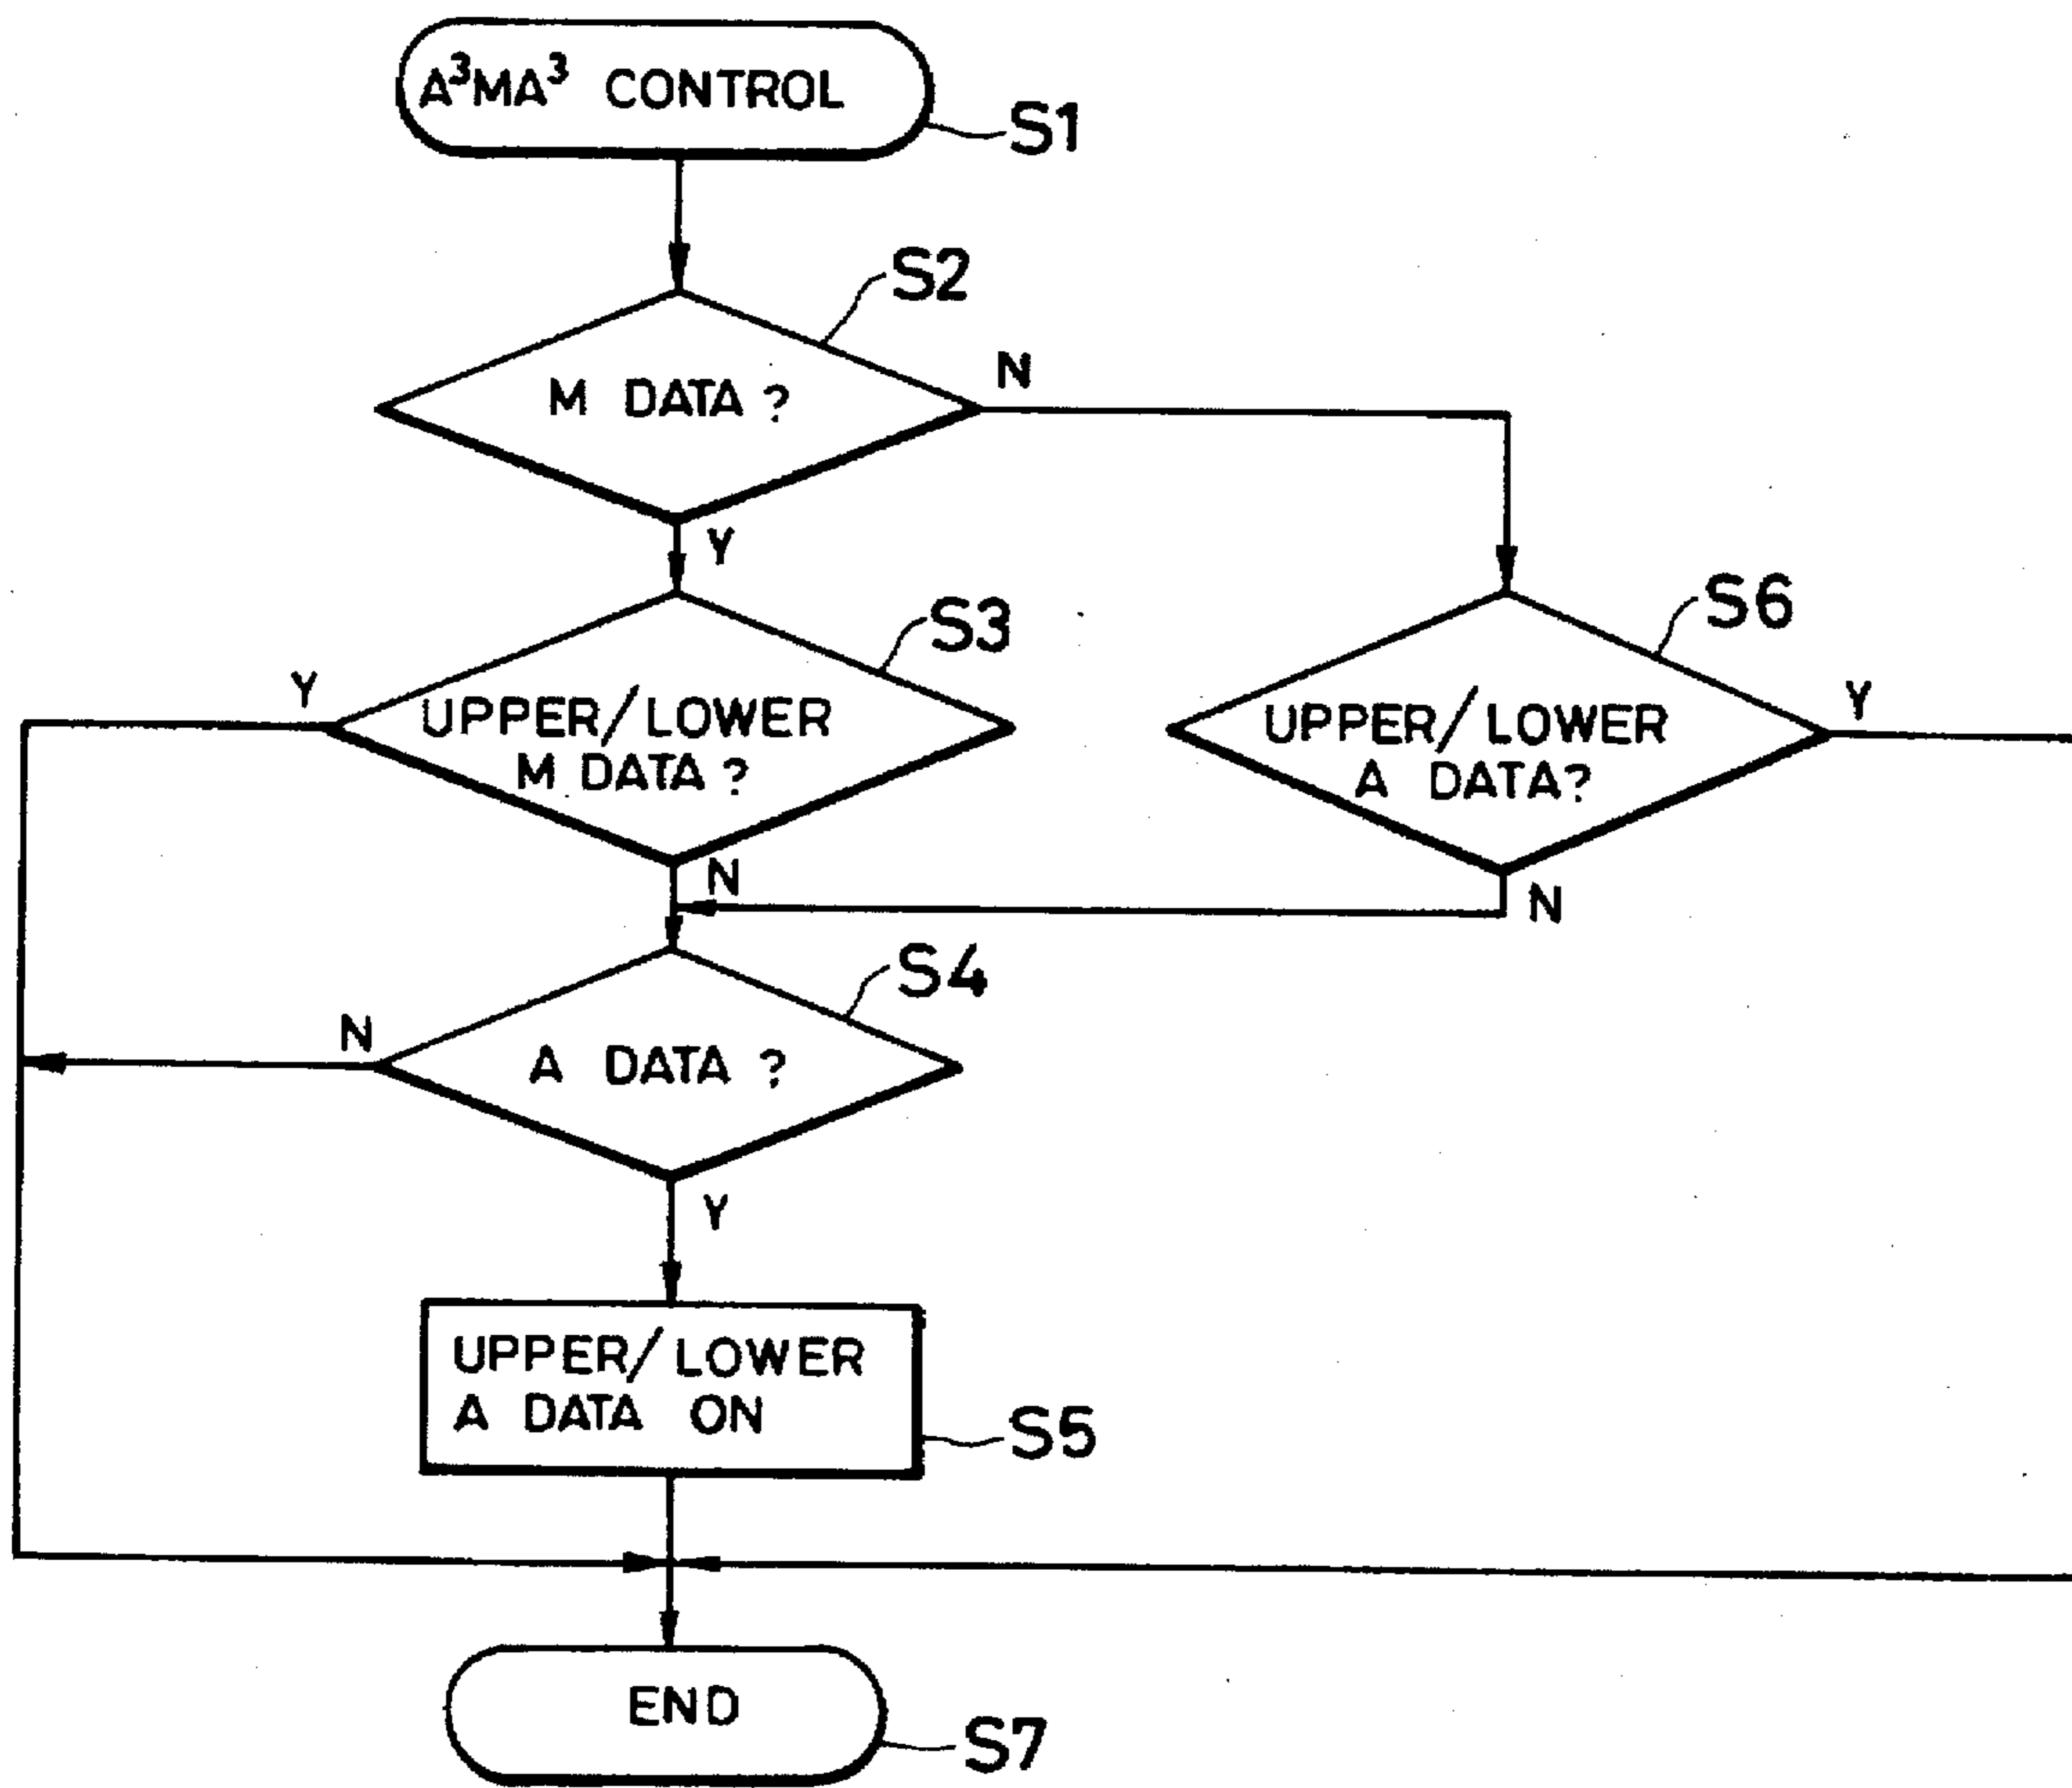 A³MA³ CONTROL
S1
S2
M DATA ?
N
Y
S3
S6
Y
UPPER/LOWER
M DATA ?
UPPER/LOWER
A DATA?
Y
N
N
S4
N
A DATA ?
Y
UPPER/LOWER
A DATA ON
S5
END
S7